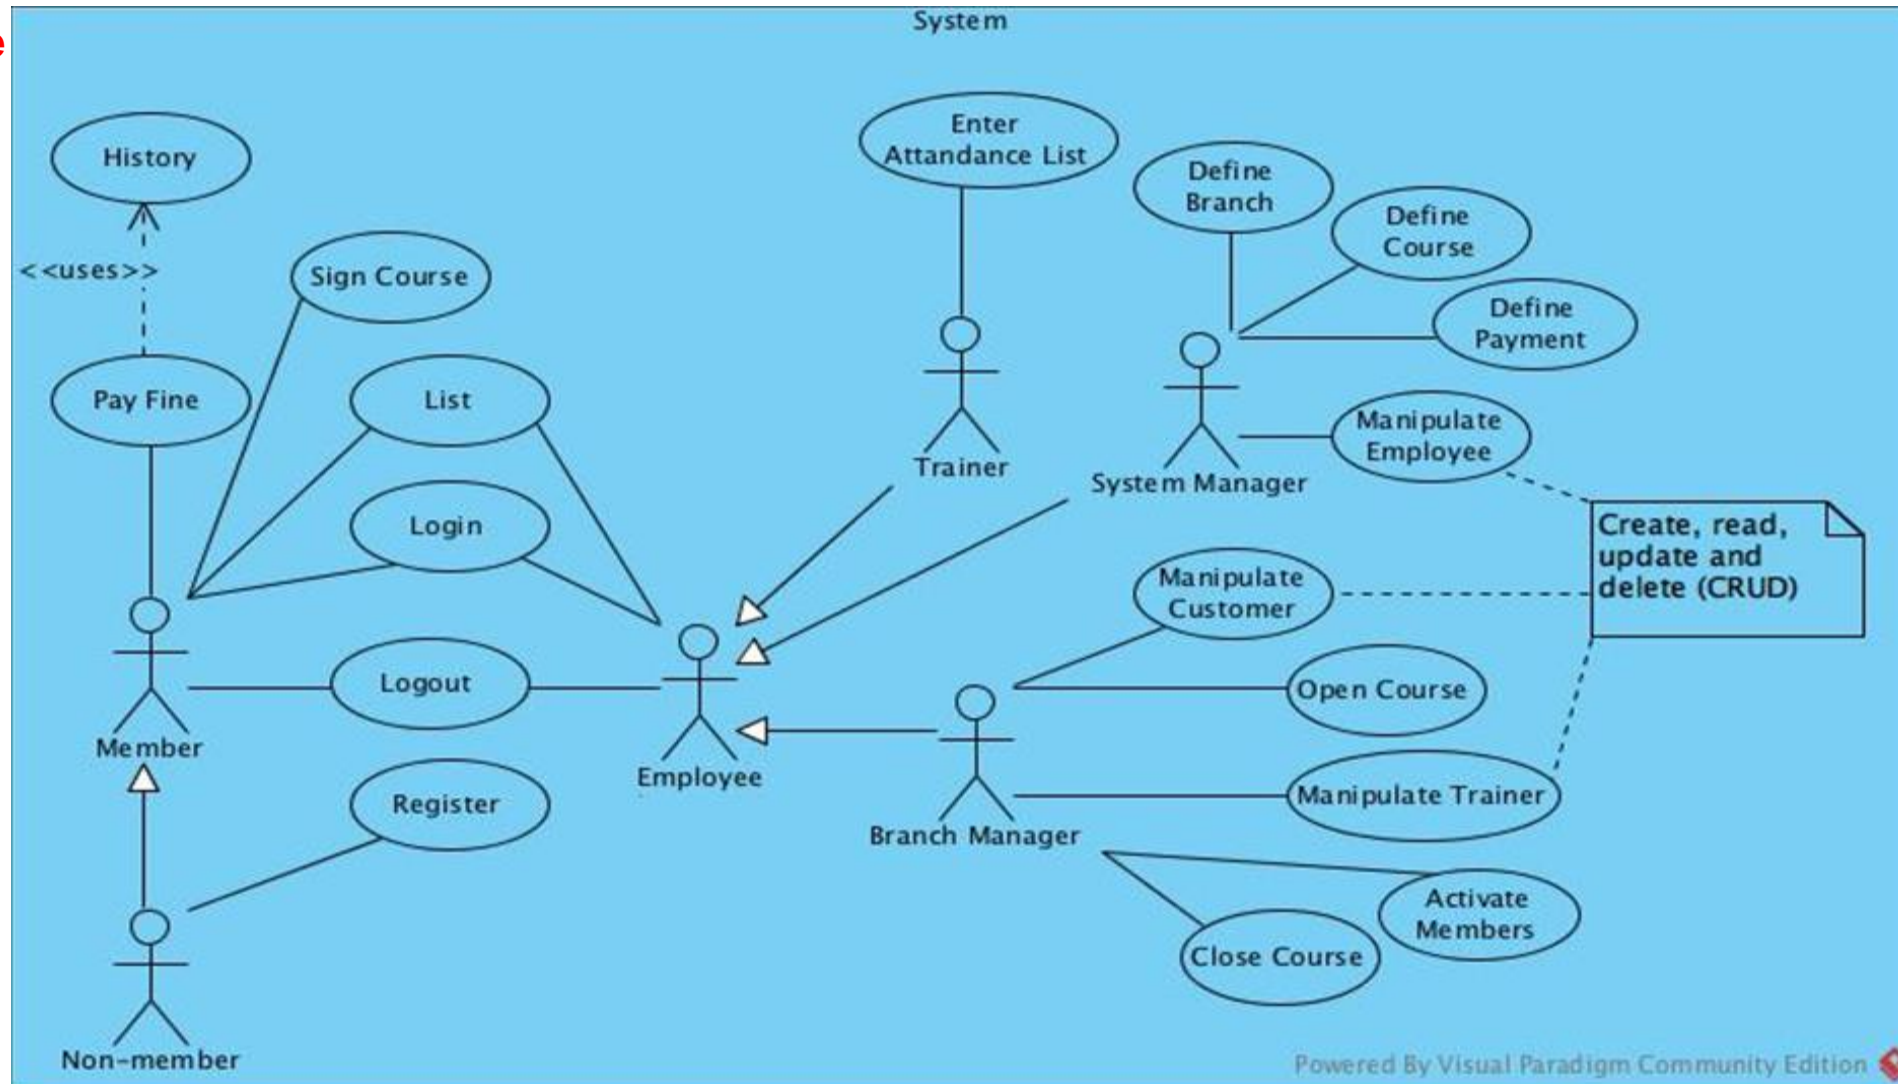 System
e
Enter
Attandance List
History
Define
Branch
Define
Course
<<uses>>
Sign Course
Define
Payment
Pay Fine
List
Manipulate
Employee
Trainer
System Manager
Login
Create, read,
update and
delete (CRUD)
Manipulate
Customer
Logout
Open Course
Member
Employee
Register
Manipulate Trainer
Branch Manager
Activate
Members
Close Course
Non-member
Powered By Visual Paradigm Community Edition